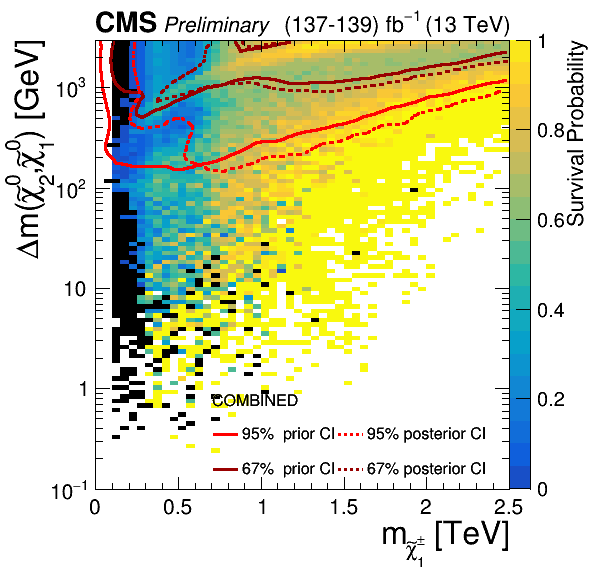 CMS Preliminary (137-139) fb⁻¹ (13 TeV)
Δm(χ̃⁰₂,χ̃⁰₁) [GeV]
10³
10²
10
1
10⁻¹
0 0.5 1 1.5 2 2.5
m_χ̃₁^± [TeV]
COMBINED
95% prior CI 95% posterior CI
67% prior CI 67% posterior CI
1
0.8
0.6
0.4
0.2
0
Survival Probability